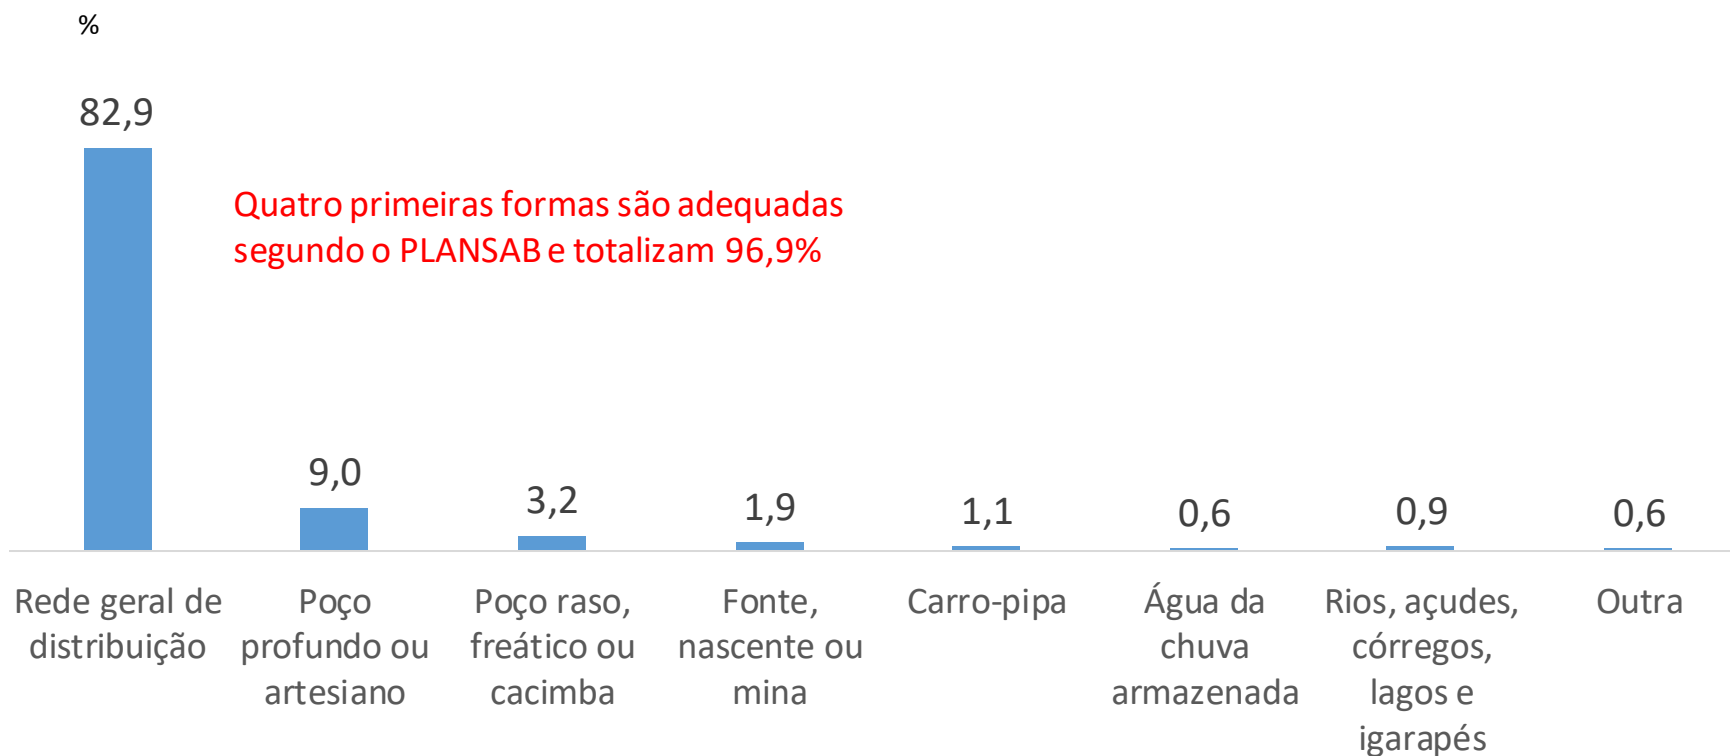 %
82,9
Quatro primeiras formas são adequadas
segundo o PLANSAB e totalizam 96,9%
9,0
3,2
1,9
1,1
0,6
0,9
0,6
Rede geral de
distribuição
Poço
profundo ou
artesiano
Poço raso,
freático ou
cacimba
Fonte,
nascente ou
mina
Carro-pipa
Água da
chuva
armazenada
Rios, açudes,
córregos,
lagos e
igarapés
Outra